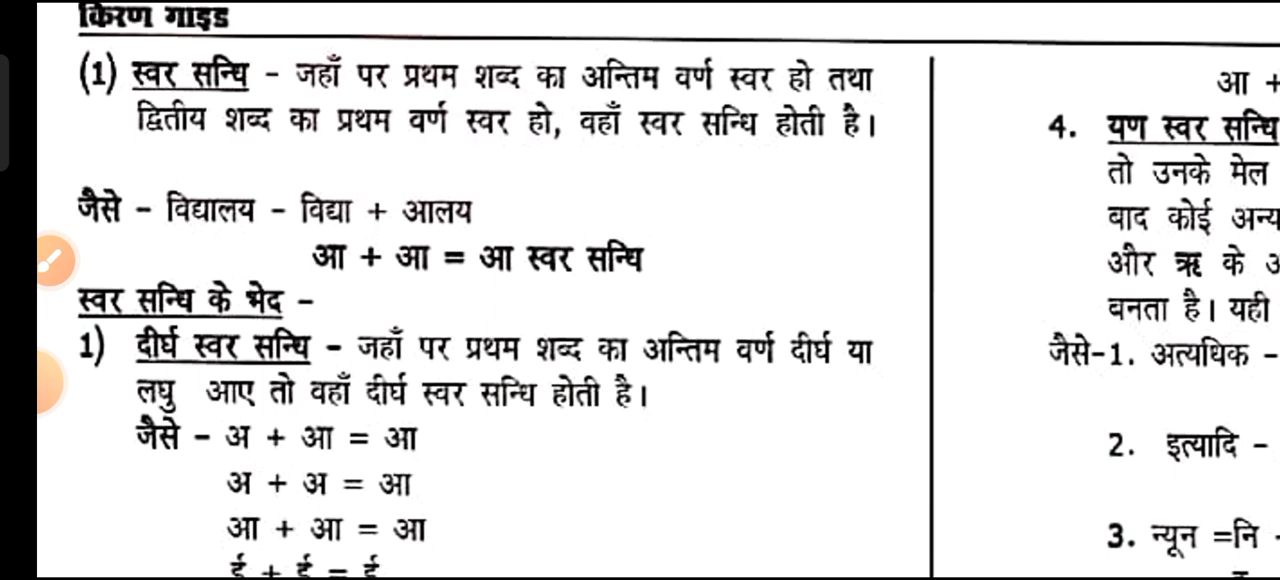 किरण गाइड
(1) स्वर सन्धि - जहाँ पर प्रथम शब्द का अन्तिम वर्ण स्वर हो तथा
द्वितीय शब्द का प्रथम वर्ण स्वर हो, वहाँ स्वर सन्धि होती है।
जैसे - विद्यालय - विद्या + आलय
आ + आ = आ स्वर सन्धि
स्वर सन्धि के भेद -
1) दीर्घ स्वर सन्धि - जहाँ पर प्रथम शब्द का अन्तिम वर्ण दीर्घ या
लघु आए तो वहाँ दीर्घ स्वर सन्धि होती है।
जैसे - अ + आ = आ
अ + अ = आ
आ + आ = आ
ई + ई = ई
आ +
4. यण स्वर सन्धि
तो उनके मेल
बाद कोई अन्य
और ऋ के
बनता है। यही
जैसे-1. अत्यधिक -
2. इत्यादि -
3. न्यून =नि